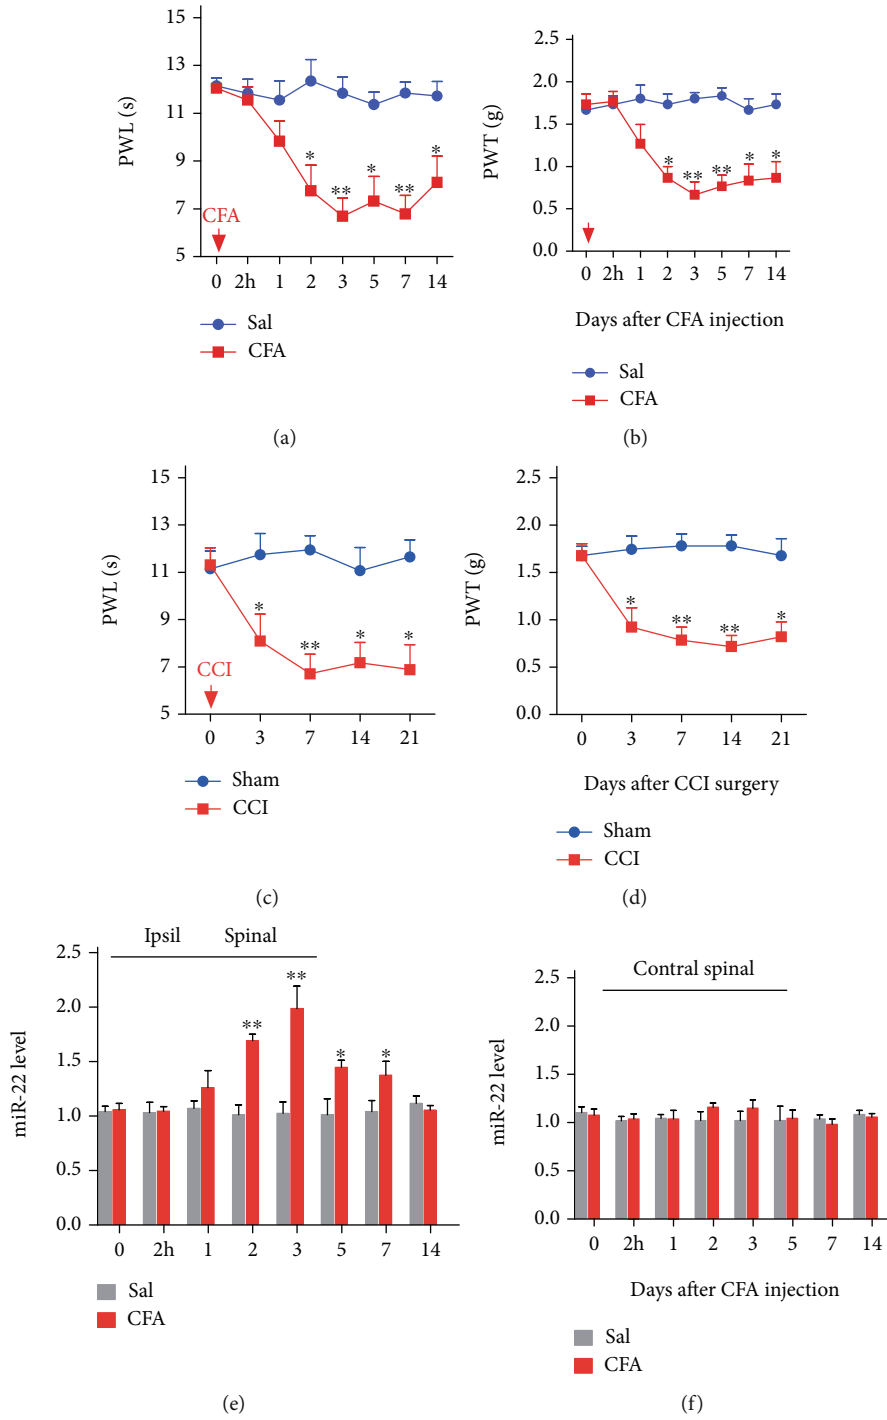 15
13
11
9
7
5
PWL (s)
* ** * ** *
CFA
0 2h 1 2 3 5 7 14
Sal
CFA
(a)
2.5
2.0
1.5
1.0
0.5
0.0
PWT (g)
* ** ** * *
0 2h 1 2 3 5 7 14
Days after CFA injection
Sal
CFA
(b)
15
13
11
9
7
5
PWL (s)
* ** * *
CCI
0 3 7 14 21
Sham
CCI
(c)
2.5
2.0
1.5
1.0
0.5
0.0
PWT (g)
* ** ** *
0 3 7 14 21
Days after CCI surgery
Sham
CCI
(d)
Ipsil Spinal
2.5
2.0
1.5
1.0
0.5
0.0
miR-22 level
** ** * *
0 2h 1 2 3 5 7 14
Sal
CFA
(e)
Contral spinal
2.5
2.0
1.5
1.0
0.5
0.0
miR-22 level
0 2h 1 2 3 5 7 14
Days after CFA injection
Sal
CFA
(f)